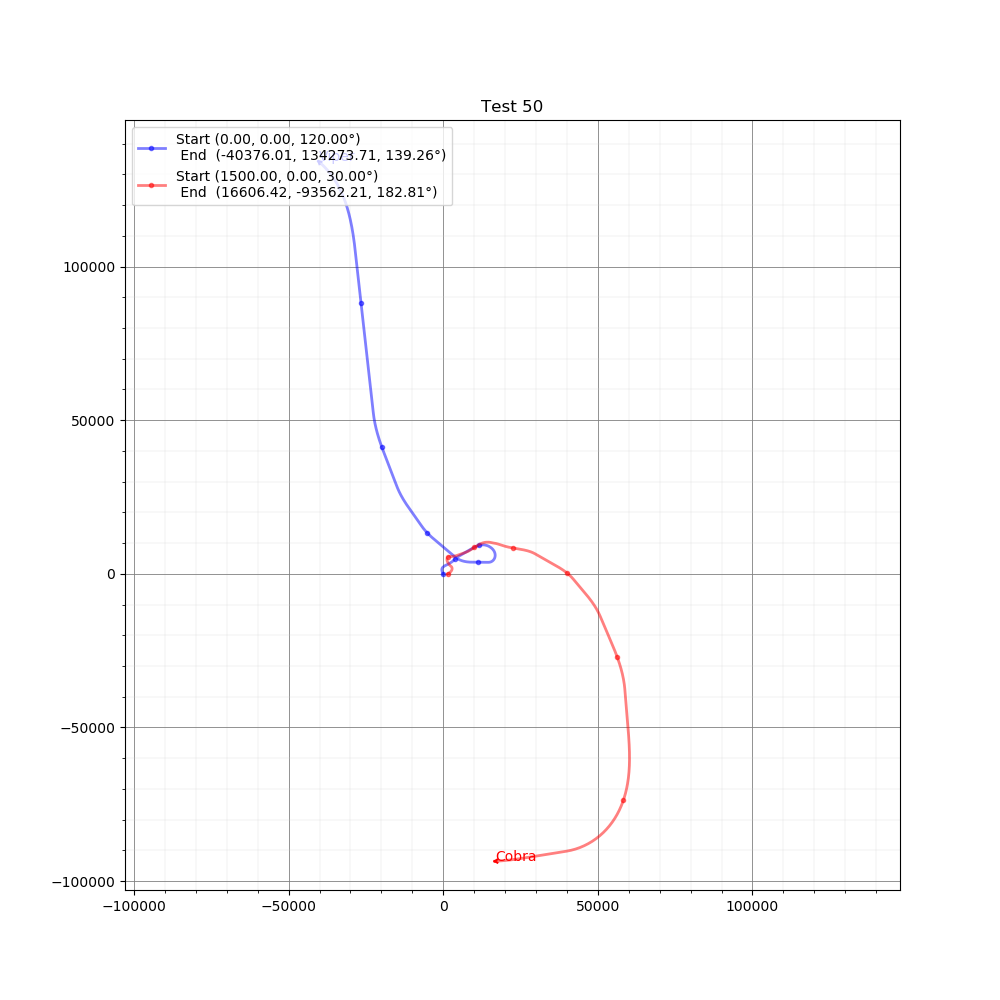 Test 50
Start (0.00, 0.00, 120.00°)
End (-40376.01, 134273.71, 139.26°)
Start (1500.00, 0.00, 30.00°)
End (16606.42, -93562.21, 182.81°)
100000
50000
0
−50000
−100000
Cobra
−100000 −50000 0 50000 100000